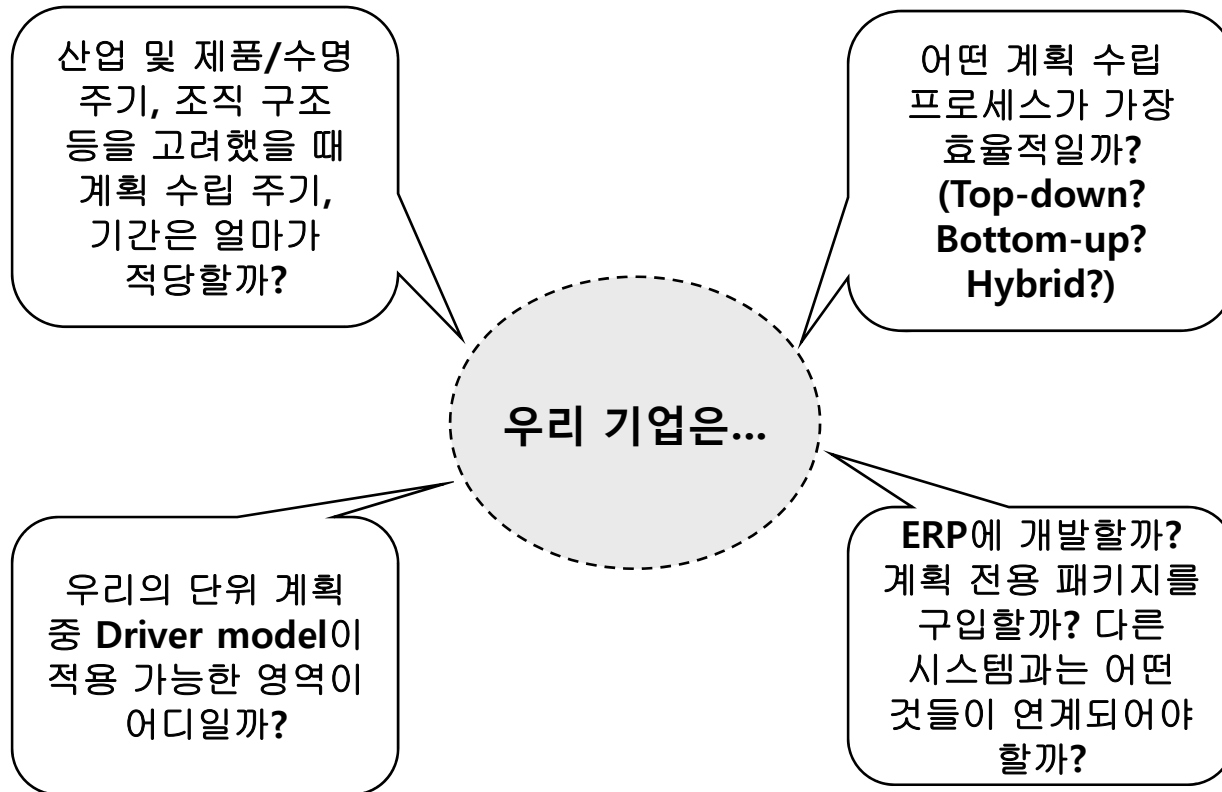 산업 및 제품/수명
주기, 조직 구조
등을 고려했을 때
계획 수립 주기,
기간은 얼마가
적당할까?
어떤 계획 수립
프로세스가 가장
효율적일까?
(Top-down?
Bottom-up?
Hybrid?)
우리 기업은...
우리의 단위 계획
중 Driver model이
적용 가능한 영역이
어디일까?
ERP에 개발할까?
계획 전용 패키지를
구입할까? 다른
시스템과는 어떤
것들이 연계되어야
할까?